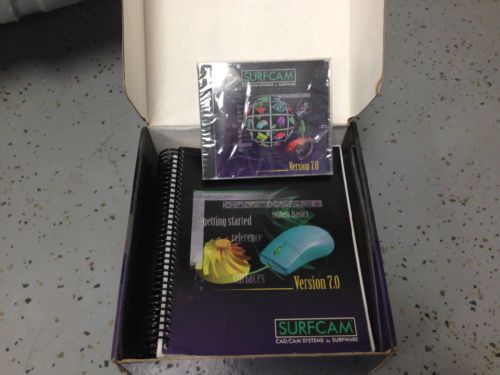 SURFCAM
CAD/CAM SYSTEMS by SURFWARE
Version 7.0
getting started
system basics
reference
surfaces
Version 7.0
SURFCAM
CAD/CAM SYSTEMS by SURFWARE